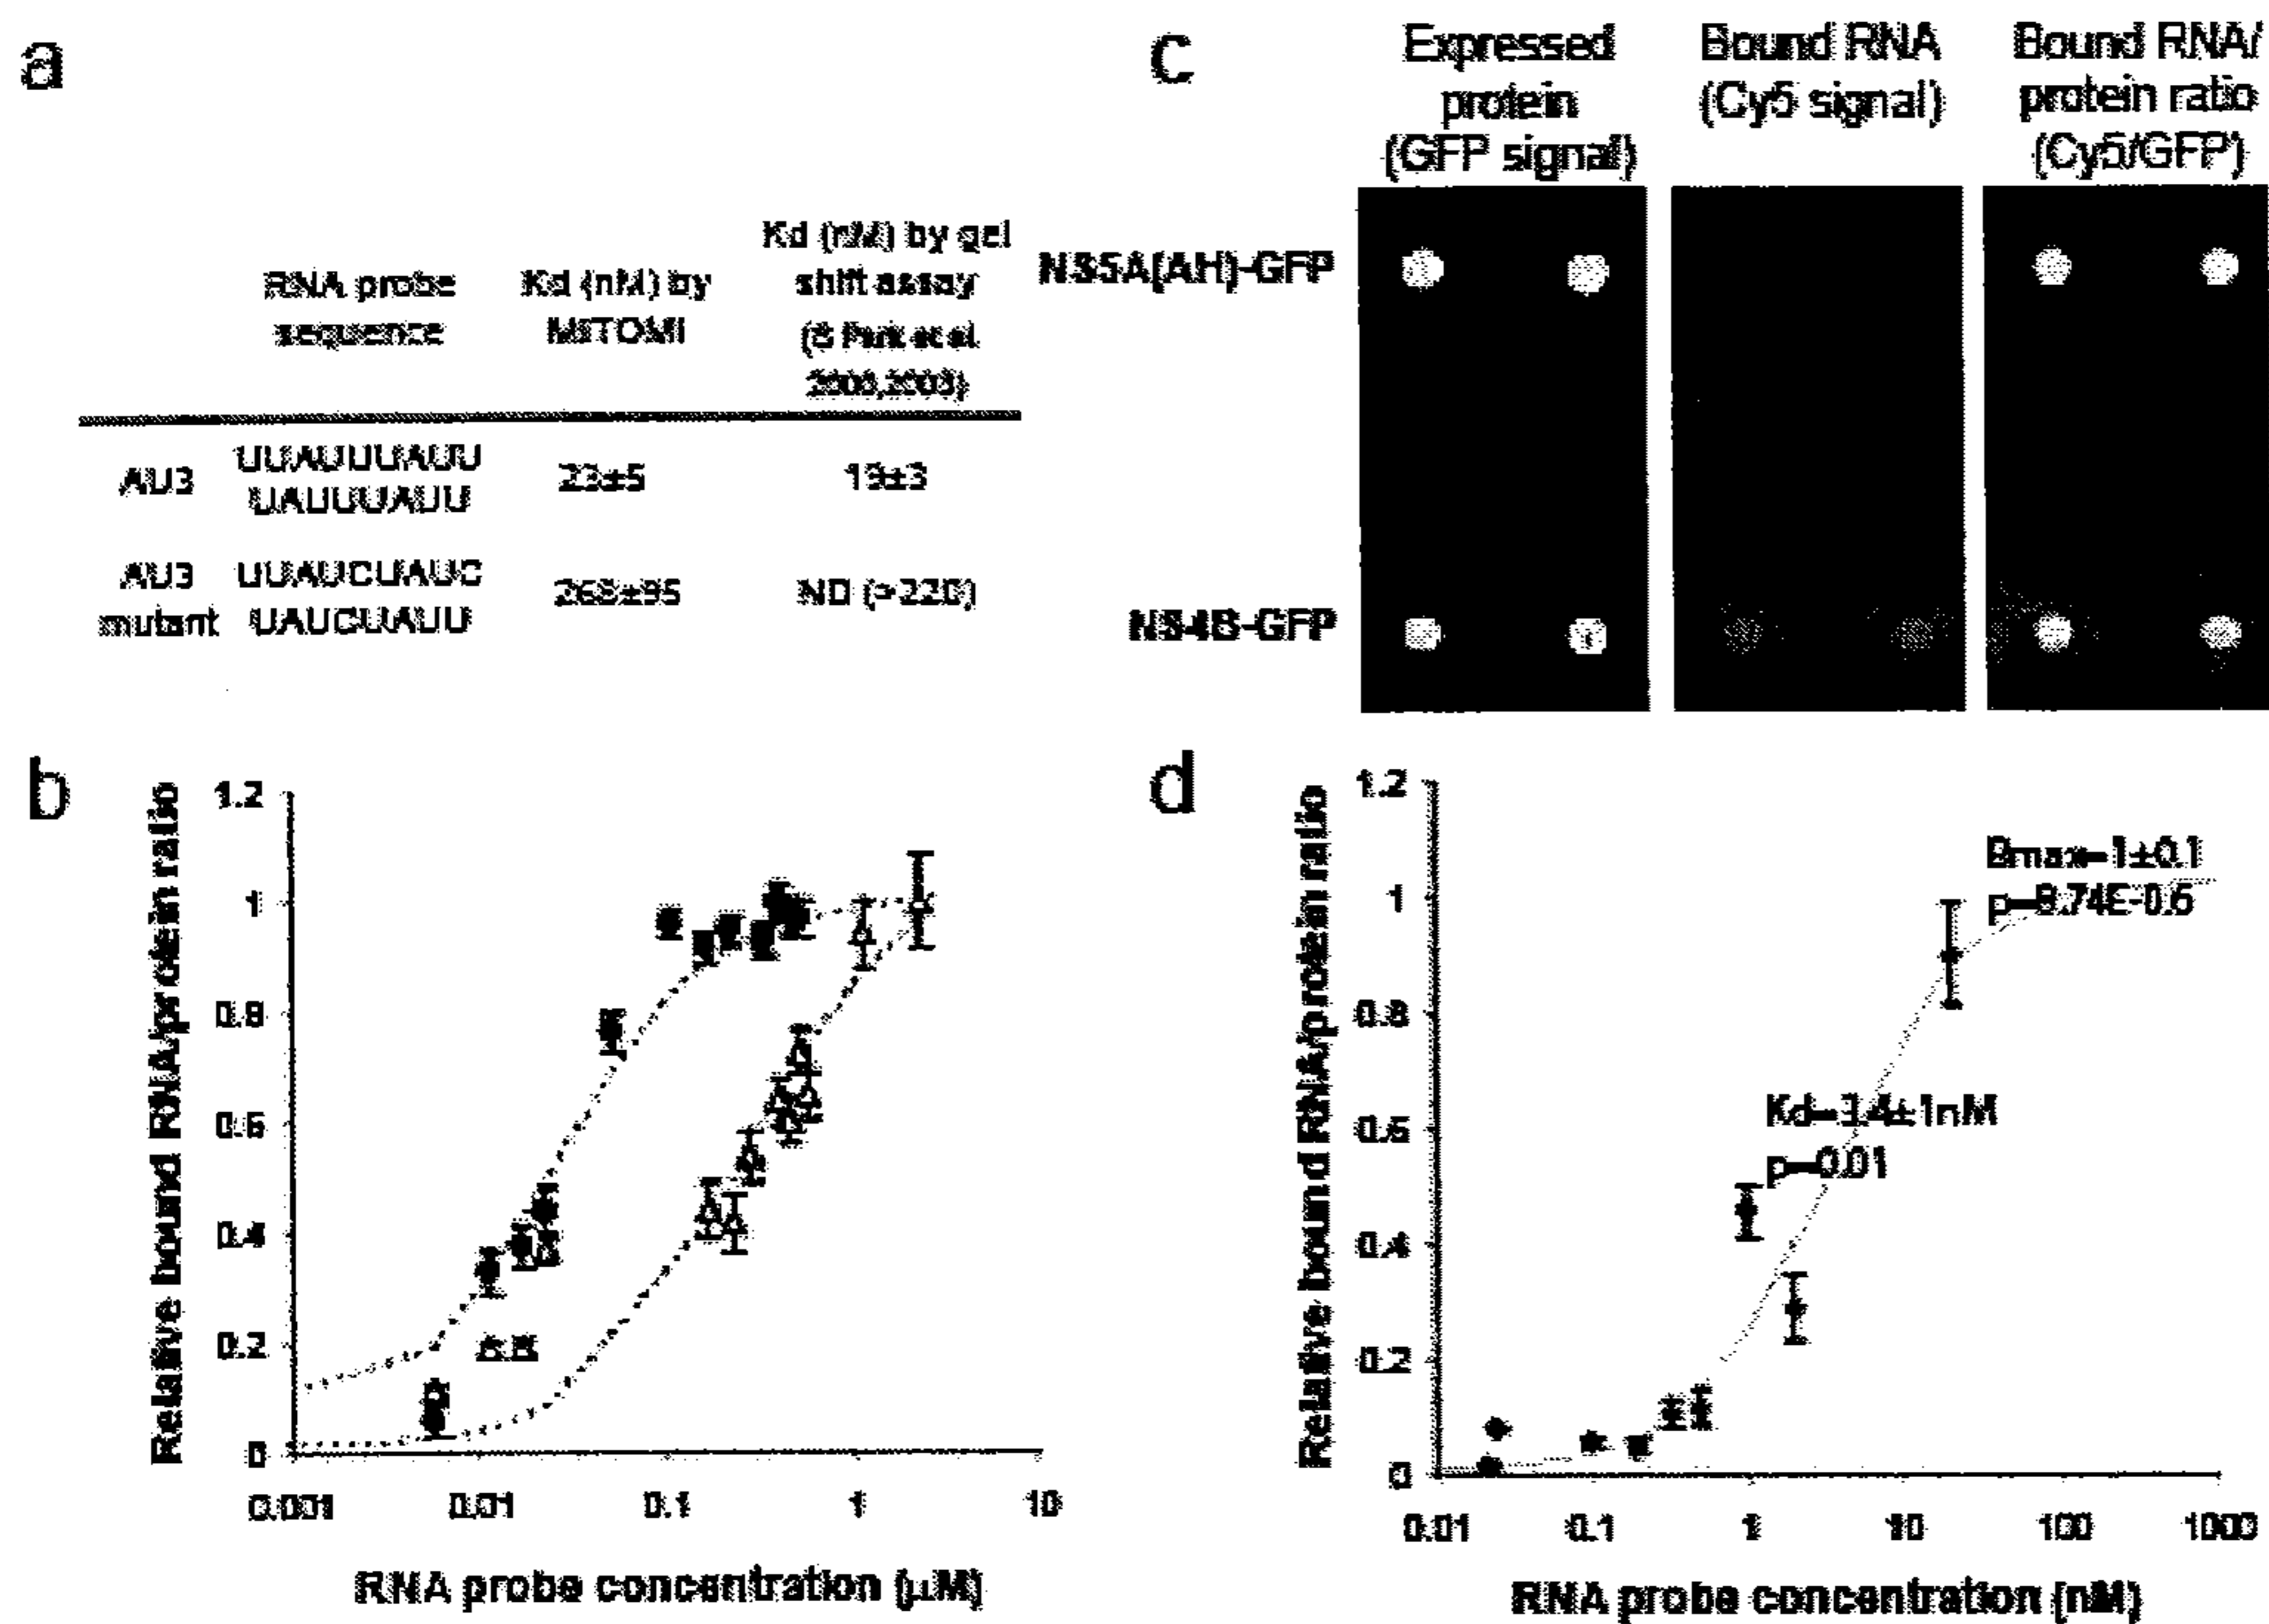 a
RNA probe sequence
Kd (nM) by MITOMI
Kd (nM) by gel shift assay
(S Park et al 2000,2003)
AU3
UUAUUUAUU
UAUUUAUU
23±5
19±3
AU3 mutant
UUAUCUAUC
UAUCUAUU
268±95
ND (>220)
b
Relative bound RNA/protein ratio
1.2
1
0.8
0.6
0.4
0.2
0
0.001 0.01 0.1 1 10
RNA probe concentration (μM)
c
Expressed protein (GFP signal)
Bound RNA (Cy5 signal)
Bound RNA/ protein ratio (Cy5/GFP)
NS5A(AH)-GFP
NS4B-GFP
d
Relative bound RNA/protein ratio
1.2
1
0.8
0.6
0.4
0.2
0
Bmax=1±0.1
Kd=3.4±1nM
p=0.01
0.01 0.1 1 10 100 1000
RNA probe concentration (nM)